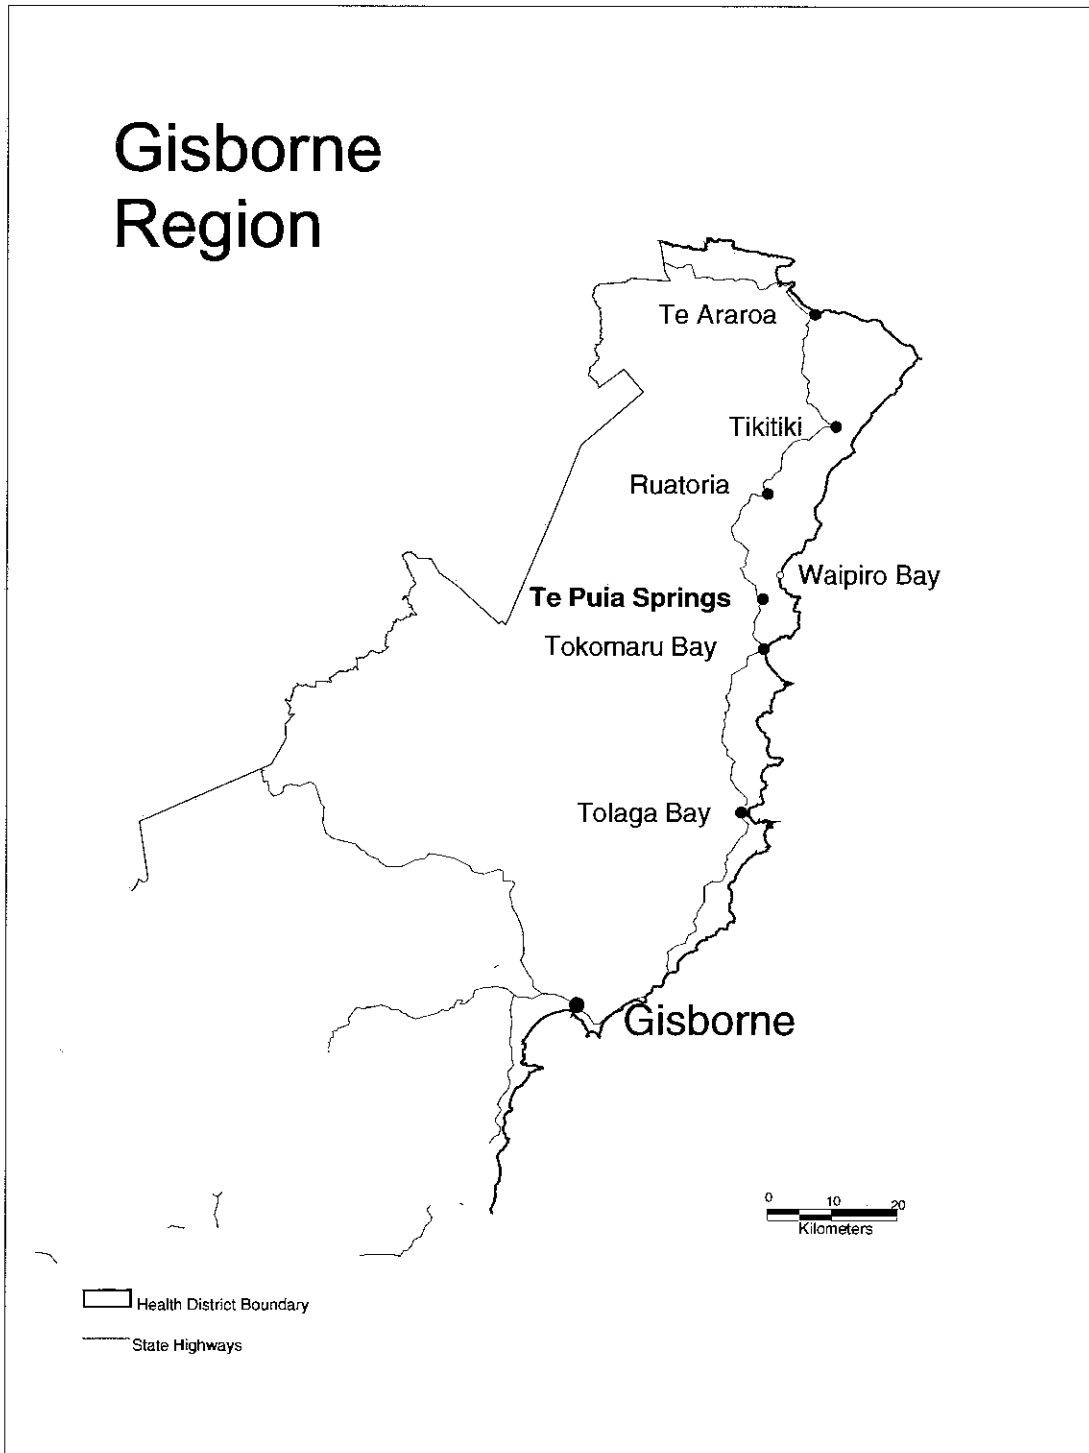 Gisborne
Region
Te Araroa
Tikitiki
Ruatoria
Waipiro Bay
Te Puia Springs
Tokomaru Bay
Tolaga Bay
Gisborne
0 10 20
Kilometers
Health District Boundary
State Highways